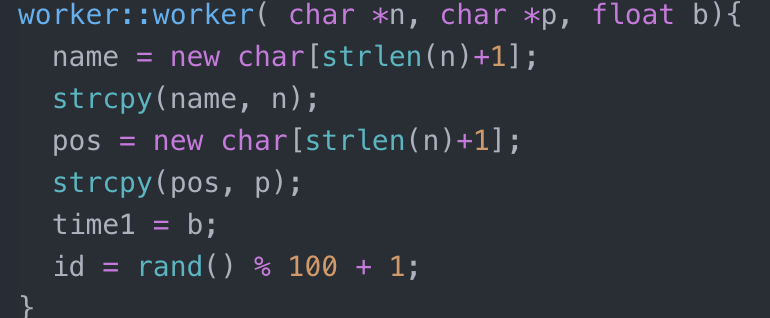 worker::worker( char *n, char *p, float b){
name = new char[strlen(n)+1];
strcpy(name, n);
pos = new char[strlen(n)+1];
strcpy(pos, p);
time1 = b;
id = rand() % 100 + 1;
}